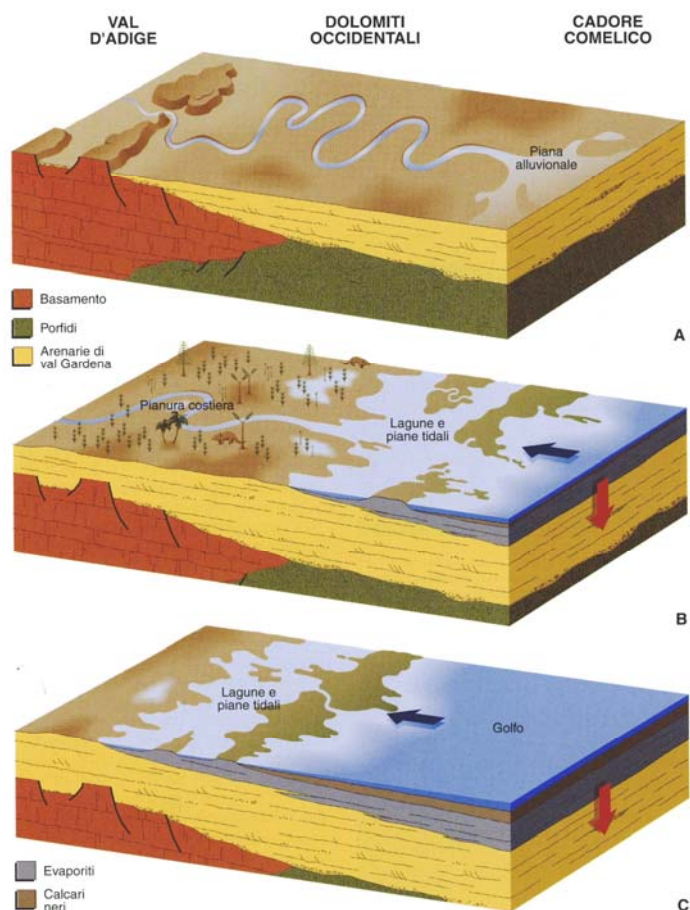 VAL
D'ADIGE
DOLOMITI
OCCIDENTALI
CADORE
COMELICO
Piana
alluvionale
Basamento
Porfidi
Arenarie di
val Gardena
A
Pianura costiera
Lagune e
piane tidali
B
Lagune e
piane tidali
Golfo
Evaporiti
Calcari
neri
C